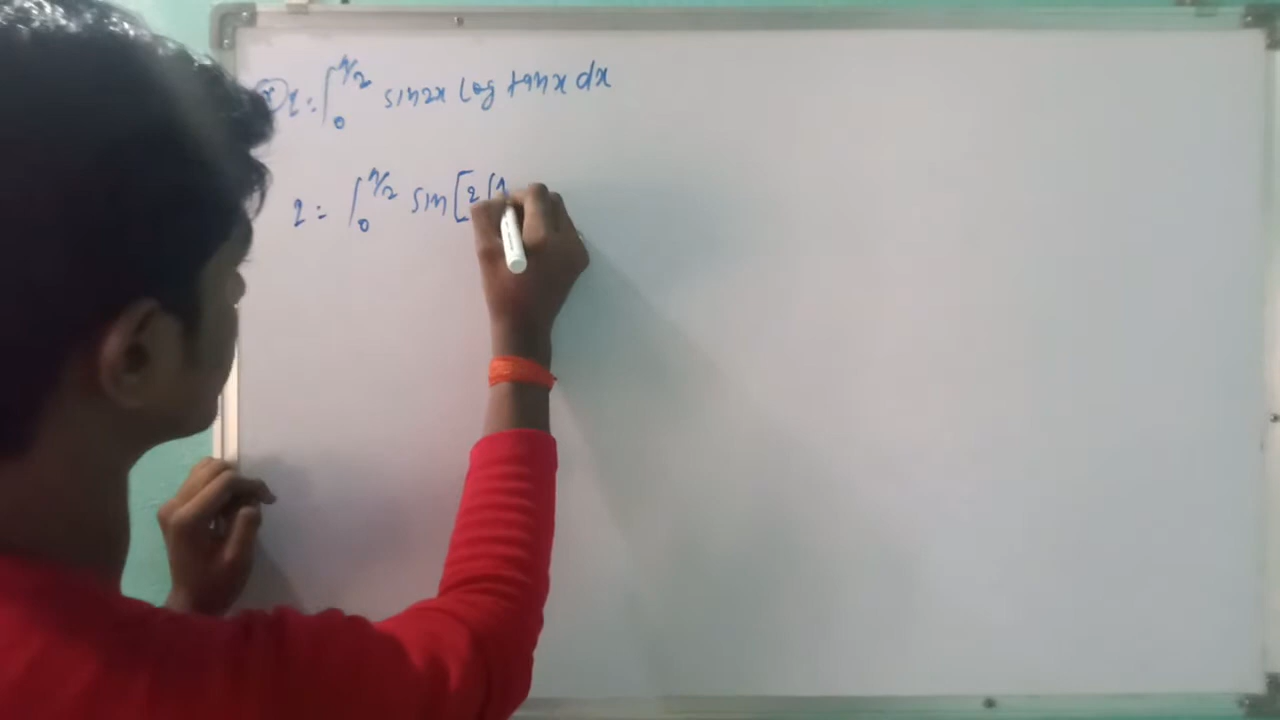 I = ∫₀^π/2 sin2x log tanx dx
I = ∫₀^π/2 sin[2(π